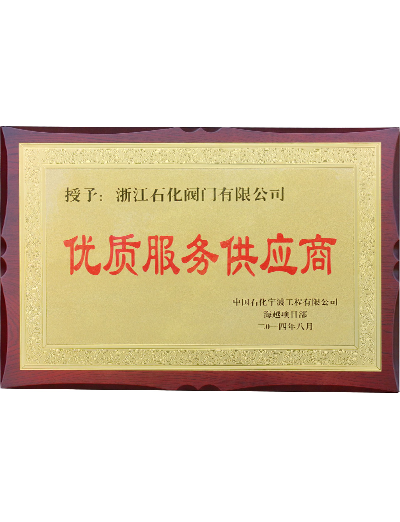 授予：浙江石化阀门有限公司
优质服务供应商
中国石化宁波工程有限公司
海越项目部
二0一四年八月